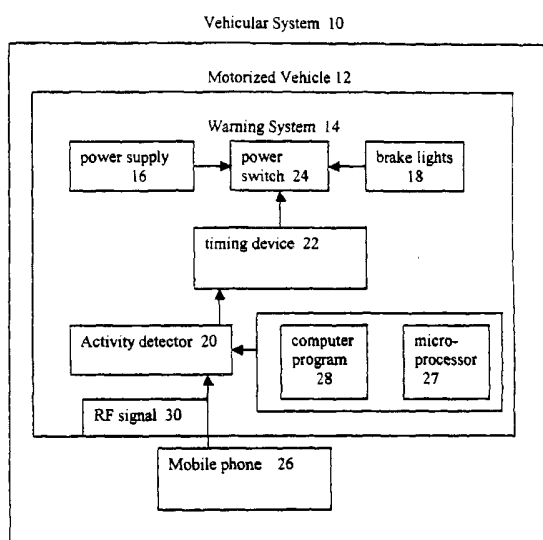 Vehicular System 10
Motorized Vehicle 12
Warning System 14
power supply
16
power
switch 24
brake lights
18
timing device 22
Activity detector 20
computer
program
28
micro-
processor
27
RF signal 30
Mobile phone 26